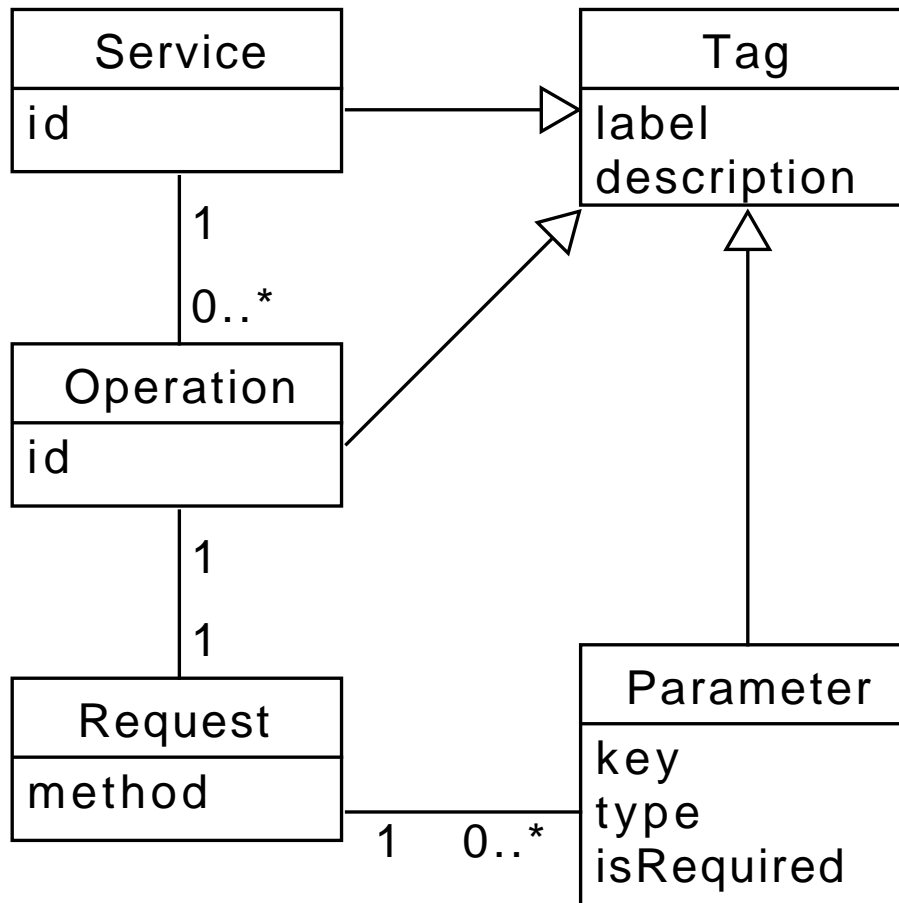 Service
id
Tag
label
description
1
0..*
Operation
id
1
1
Request
method
1
0..*
Parameter
key
type
isRequired